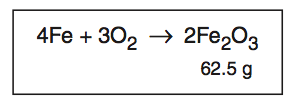 4Fe + 3O₂ → 2Fe₂O₃
62.5 g